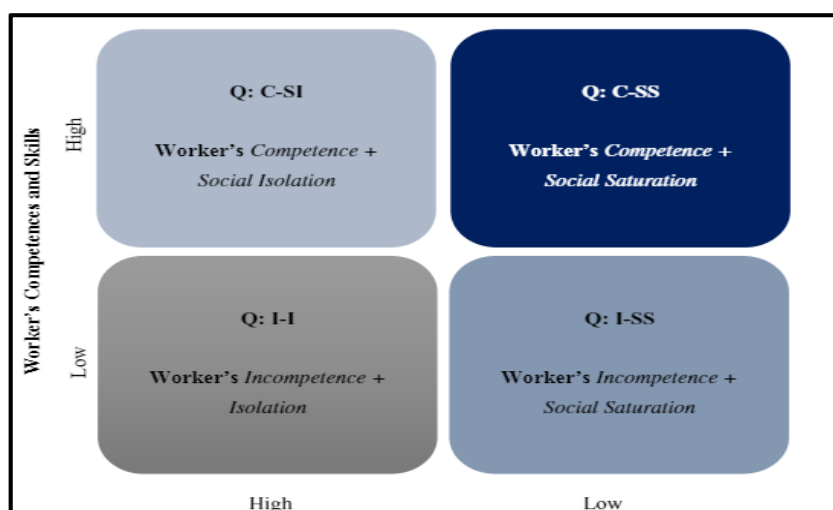 Worker's Competences and Skills
High
Q: C-SI
Worker's Competence +
Social Isolation
Q: C-SS
Worker's Competence +
Social Saturation
Low
Q: I-I
Worker's Incompetence +
Isolation
Q: I-SS
Worker's Incompetence +
Social Saturation
High
Low